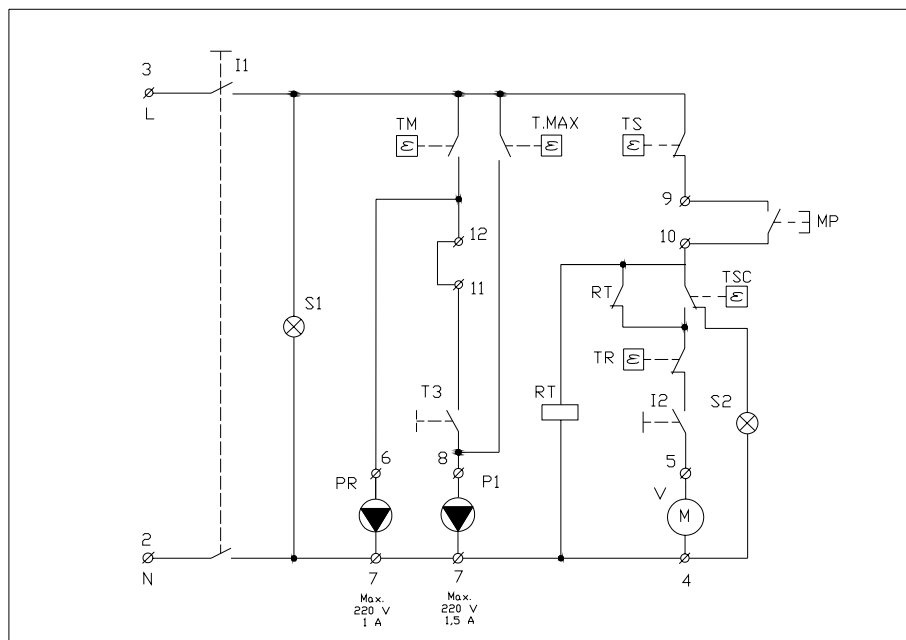 3
I1
L
TM
T.MAX
TS
ε
ε
ε
9
MP
12
10
TSC
11
RT
ε
S1
TR
ε
T3
RT
I2
S2
6
8
5
PR
P1
V
M
2
N
7
7
4
Max.
220 V
1 A
Max.
220 V
1,5 A